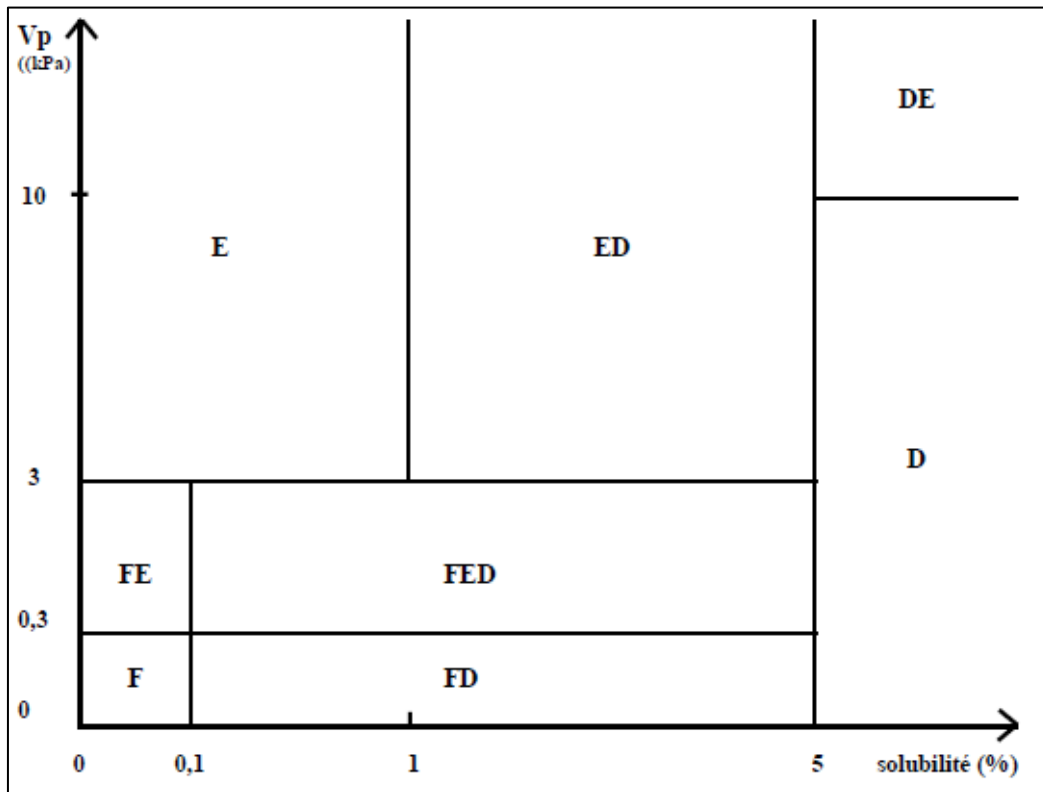 Vp
((kPa)
DE
10
E ED
D
3
FE FED
0,3
F FD
0
0 0,1 1 5 solubilité (%)